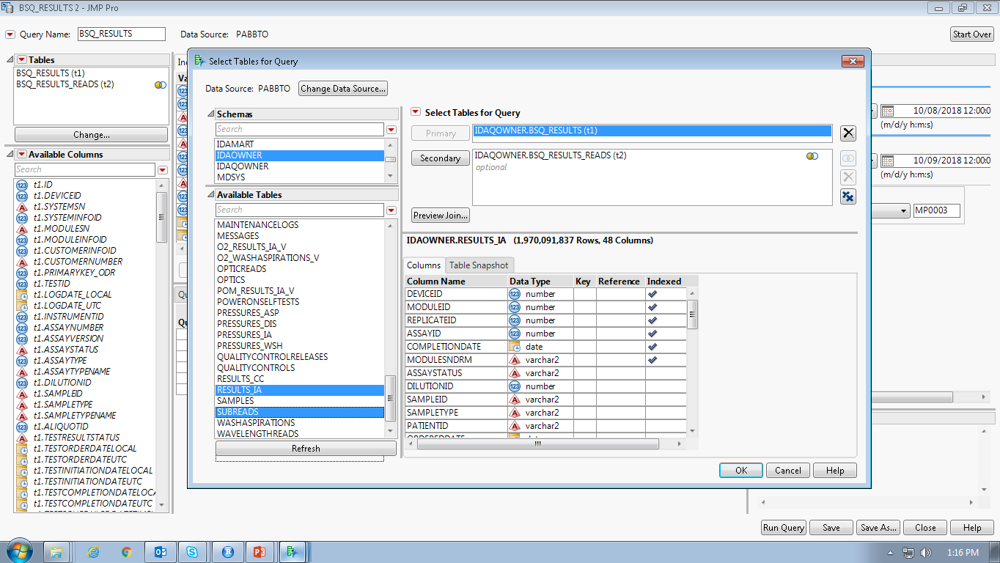 BSQ_RESULTS 2 - JMP Pro
Query Name: BSQ_RESULTS Data Source: PABBTO Start Over
Tables
BSQ_RESULTS (t1)
BSQ_RESULTS_READS (t2)
Change...
Available Columns
Search
t1.ID
t1.DEVICEID
t1.SYSTEMSN
t1.SYSTEMINFOID
t1.MODULESN
t1.MODULEINFOID
t1.CUSTOMERINFOID
t1.CUSTOMERNUMBER
t1.PRIMARYKEY_ODR
t1.TESTID
t1.LOGDATE_LOCAL
t1.LOGDATE_UTC
t1.INSTRUMENTID
t1.ASSAYNUMBER
t1.ASSAYVERSION
t1.ASSAYSTATUS
t1.ASSAYTYPE
t1.ASSAYTYPENAME
t1.DILUTIONID
t1.SAMPLEID
t1.SAMPLETYPE
t1.SAMPLETYPENAME
t1.ALIQUOTID
t1.TESTRESULTSTATUS
t1.TESTORDERDATELOCAL
t1.TESTORDERDATEUTC
t1.TESTINITIATIONDATELOCAL
t1.TESTINITIATIONDATEUTC
t1.TESTCOMPLETIONDATELOCA
t1.TESTCOMPLETIONDATEUTC
Select Tables for Query
Data Source: PABBTO Change Data Source...
Schemas
Search
IDAMART
IDAOWNER
IDAQOWNER
MDSYS
Available Tables
Search
MAINTENANCELOGS
MESSAGES
O2_RESULTS_IA_V
O2_WASHASPIRATIONS_V
OPTICREADS
OPTICS
POM_RESULTS_IA_V
POWERONSELFTESTS
PRESSURES_ASP
PRESSURES_DIS
PRESSURES_IA
PRESSURES_WSH
QUALITYCONTROLRELEASES
QUALITYCONTROLS
RESULTS_CC
RESULTS_IA
SAMPLES
SUBREADS
WASHASPIRATIONS
WAVELENGTHREADS
Refresh
Select Tables for Query
Primary IDAQOWNER.BSQ_RESULTS (t1)
Secondary IDAQOWNER.BSQ_RESULTS_READS (t2)
optional
Preview Join...
IDAOWNER.RESULTS_IA (1,970,091,837 Rows, 48 Columns)
Columns Table Snapshot
Column Name Data Type Key Reference Indexed
DEVICEID 123 number
MODULEID 123 number
REPLICATEID 123 number
ASSAYID 123 number
COMPLETIONDATE date
MODULESNDRM A varchar2
ASSAYSTATUS A varchar2
DILUTIONID 123 number
SAMPLEID A varchar2
SAMPLETYPE A varchar2
PATIENTID A varchar2
OK Cancel Help
10/08/2018 12:00:0
(m/d/y h:m:s)
10/09/2018 12:00:0
(m/d/y h:m:s)
MP0003
Run Query Save Save As... Close Help
1:16 PM